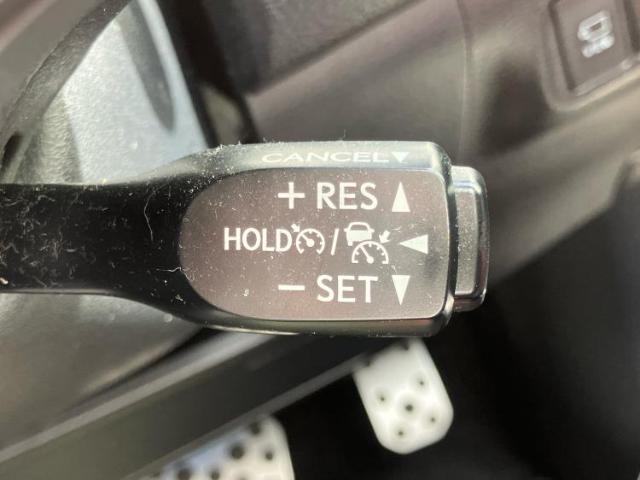 CANCEL▼
+ RES ▲
HOLD / ◀
− SET ▼